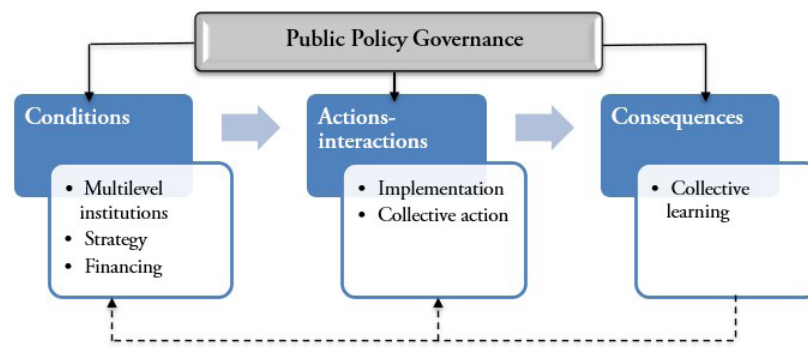 Public Policy Governance
Conditions
• Multilevel
institutions
• Strategy
• Financing
Actions-
interactions
• Implementation
• Collective action
Consequences
• Collective
learning